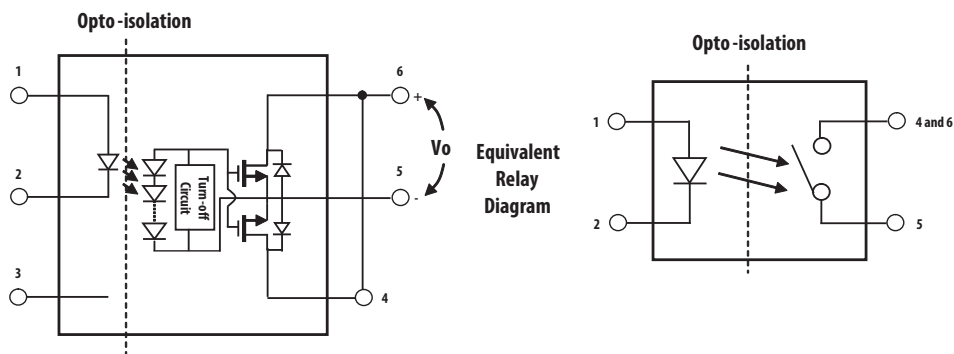 Opto-isolation
1
2
3
Turn-off
Circuit
6
+
Vo
5
-
4
Equivalent
Relay
Diagram
Opto-isolation
1
2
4 and 6
5